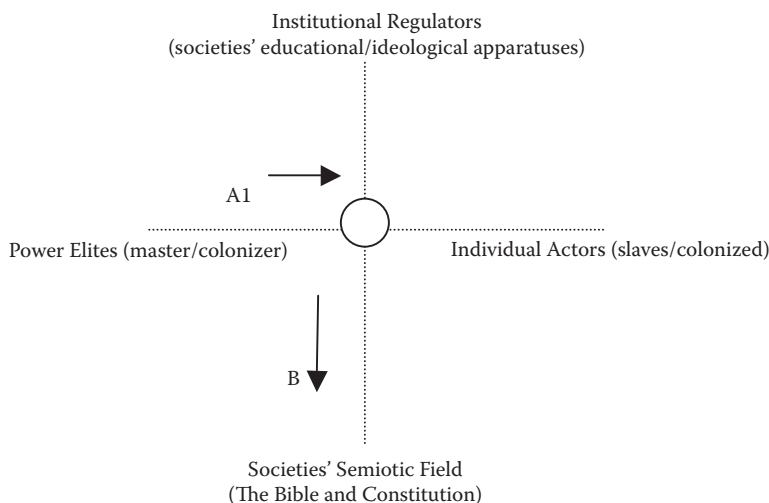 Institutional Regulators
(societies’ educational/ideological apparatuses)
A1
Power Elites (master/colonizer)
Individual Actors (slaves/colonized)
B
Societies’ Semiotic Field
(The Bible and Constitution)